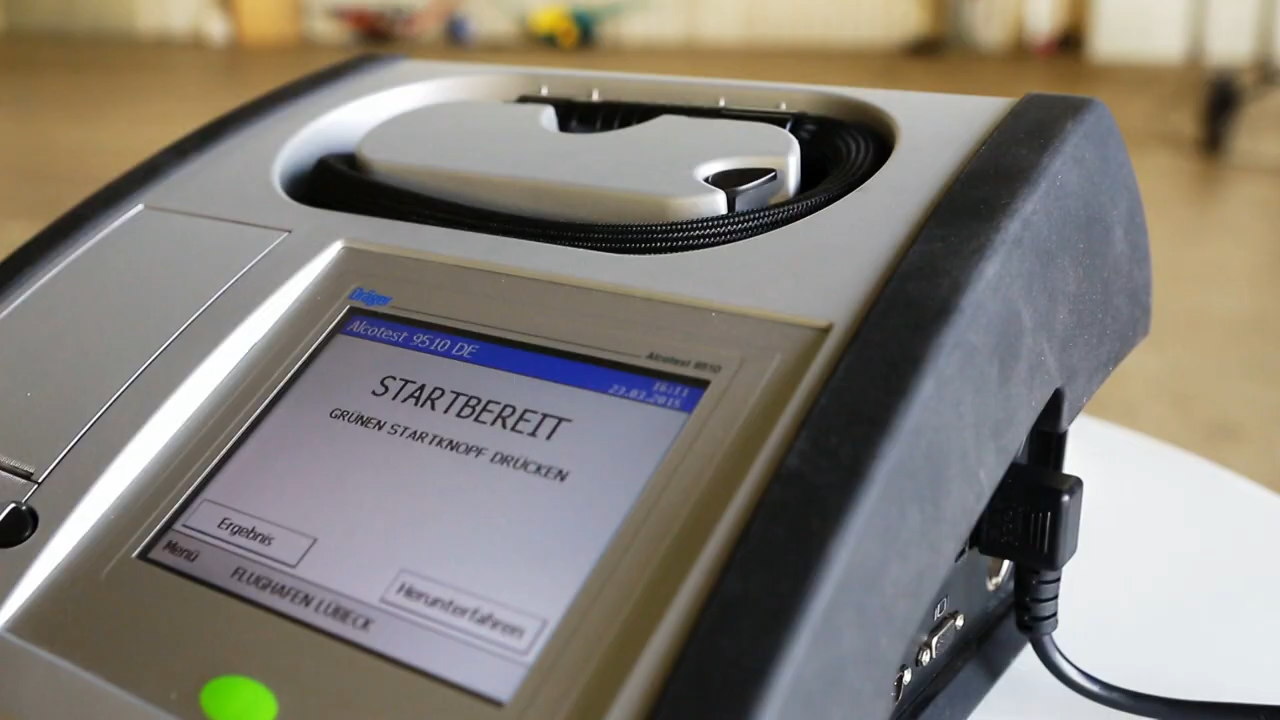 Dräger
Alcotest 9510
Alcotest 9510 DE
16:11
23.03.2015
STARTBEREIT
GRÜNEN STARTKNOPF DRÜCKEN
Ergebnis
Herunterfahren
Menü
FLUGHAFEN LÜBECK